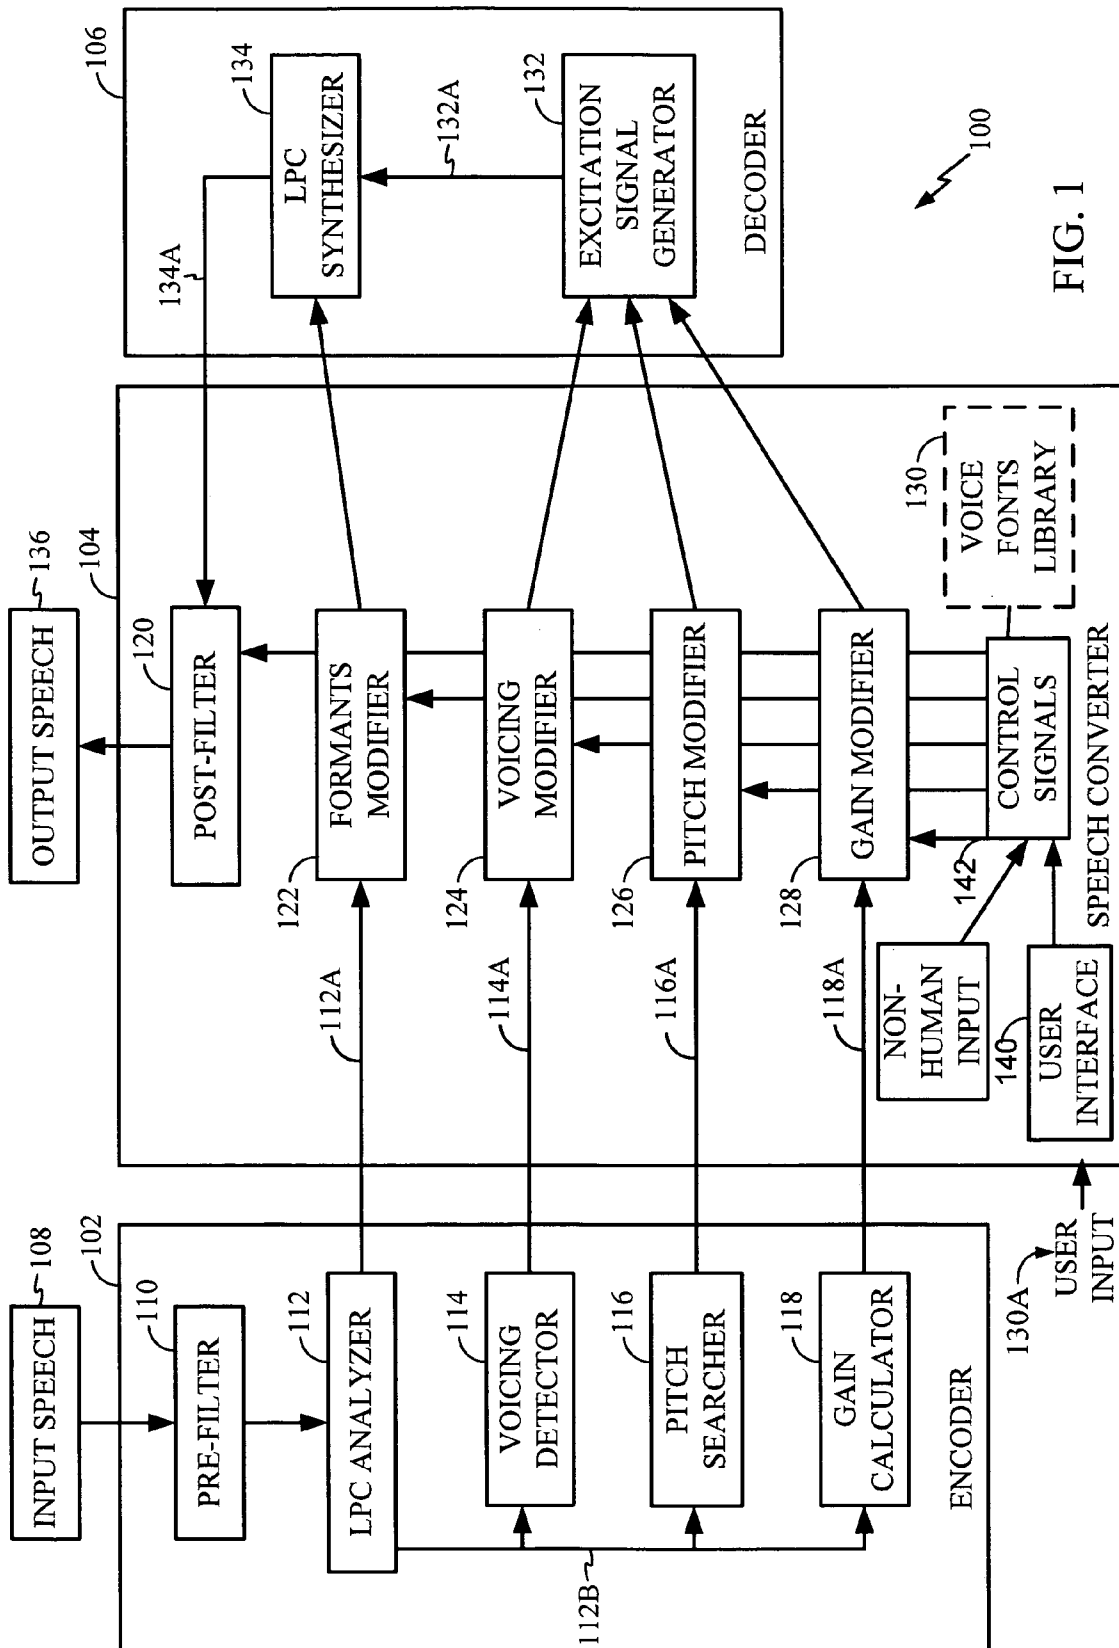 INPUT SPEECH
108
102
PRE-FILTER
110
LPC ANALYZER
112
112A
VOICING
DETECTOR
114
114A
PITCH
SEARCHER
116
116A
GAIN
CALCULATOR
118
118A
112B
ENCODER
130A
USER
INPUT
OUTPUT SPEECH
136
104
POST-FILTER
120
FORMANTS
MODIFIER
122
VOICING
MODIFIER
124
PITCH MODIFIER
126
GAIN MODIFIER
128
NON-
HUMAN
INPUT
142
140
USER
INTERFACE
CONTROL
SIGNALS
130
VOICE
FONTS
LIBRARY
SPEECH CONVERTER
134A
106
LPC
SYNTHESIZER
134
132A
EXCITATION
SIGNAL
GENERATOR
132
DECODER
100
FIG. 1